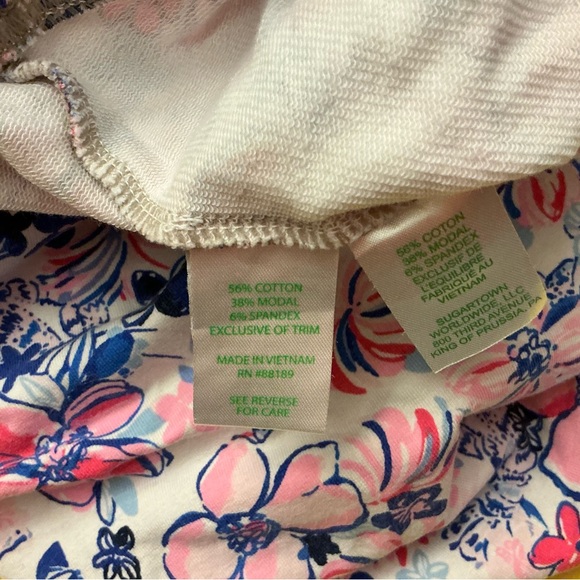 56% COTTON
38% MODAL
6% SPANDEX
EXCLUSIVE OF TRIM
MADE IN VIETNAM
RN #88189
SEE REVERSE
FOR CARE
56% COTON
38% MODAL
6% SPANDEX
EXCLUSIF DE
L'EQUILIBRE
FABRIQUE AU
VIETNAM
SUGARTOWN
WORLDWIDE, LLC
800 THIRD AVENUE
KING OF PRUSSIA, PA